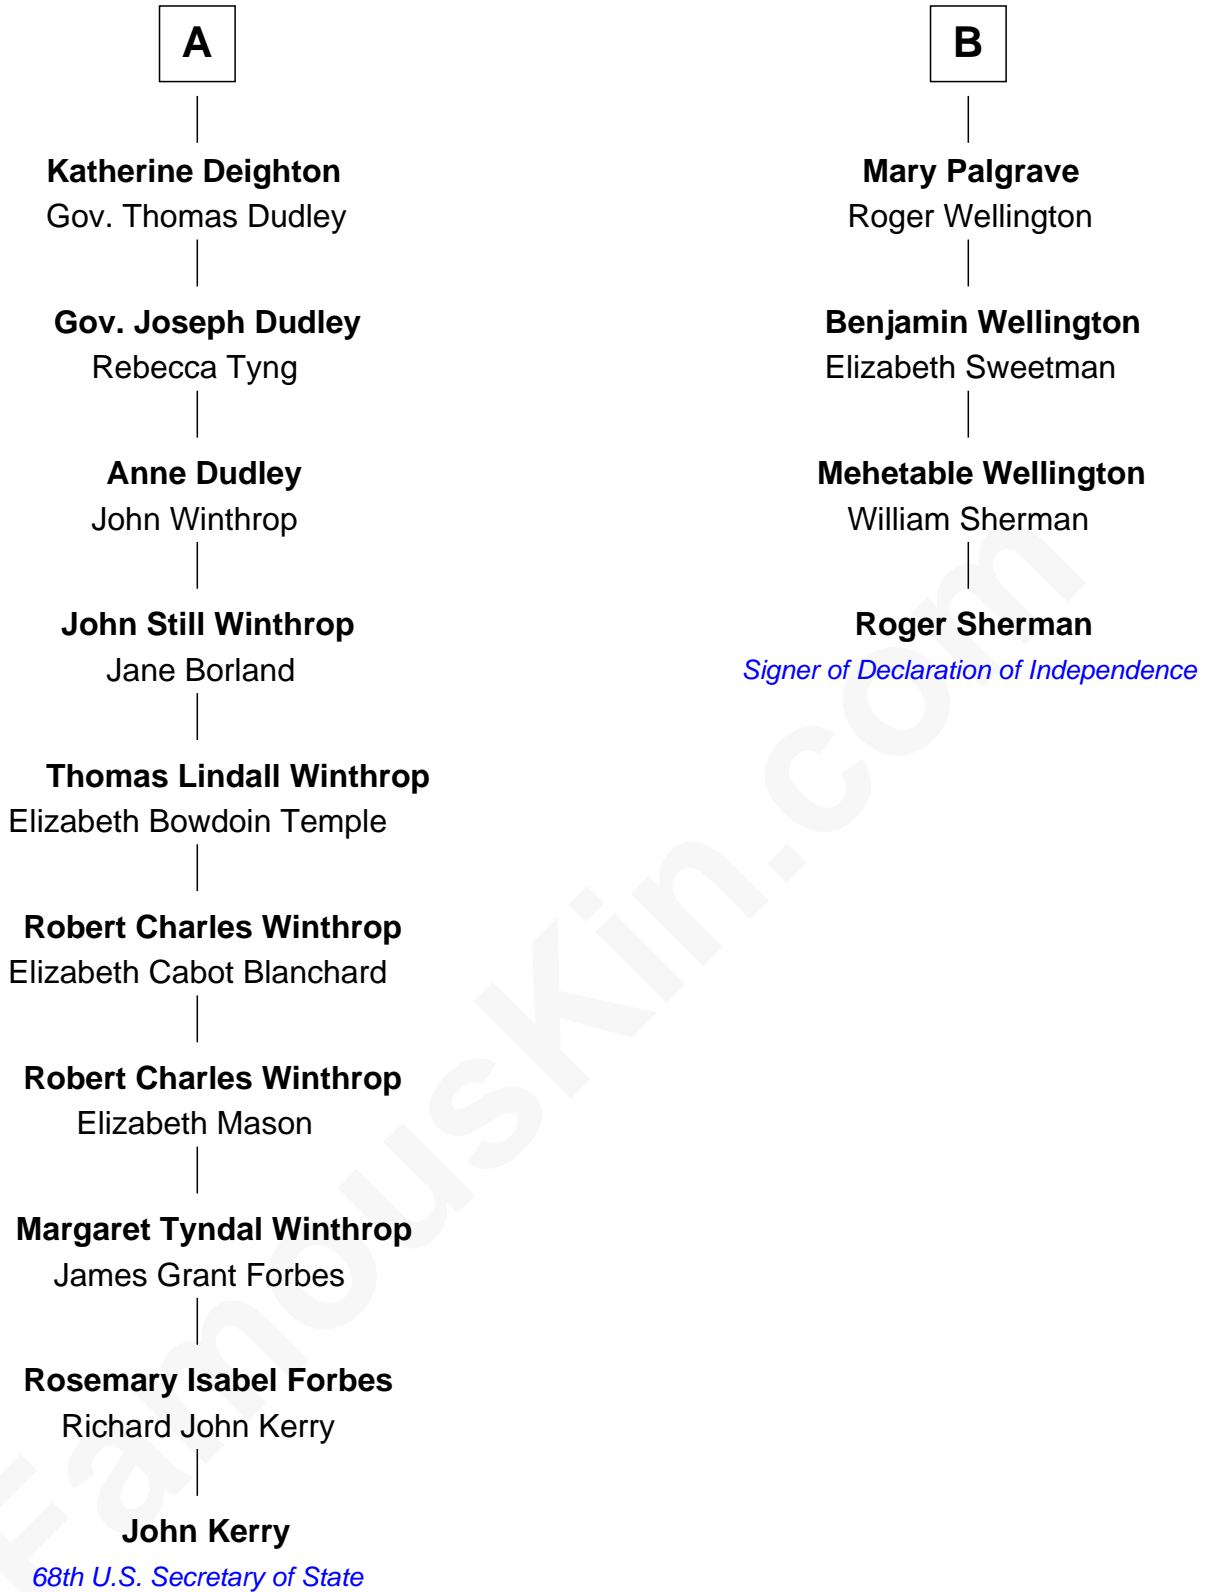 A
Katherine Deighton
Gov. Thomas Dudley
Gov. Joseph Dudley
Rebecca Tyng
Anne Dudley
John Winthrop
John Still Winthrop
Jane Borland
Thomas Lindall Winthrop
Elizabeth Bowdoin Temple
Robert Charles Winthrop
Elizabeth Cabot Blanchard
Robert Charles Winthrop
Elizabeth Mason
Margaret Tyndal Winthrop
James Grant Forbes
Rosemary Isabel Forbes
Richard John Kerry
John Kerry
68th U.S. Secretary of State
B
Mary Palgrave
Roger Wellington
Benjamin Wellington
Elizabeth Sweetman
Mehetable Wellington
William Sherman
Roger Sherman
Signer of Declaration of Independence
FamousKin.com